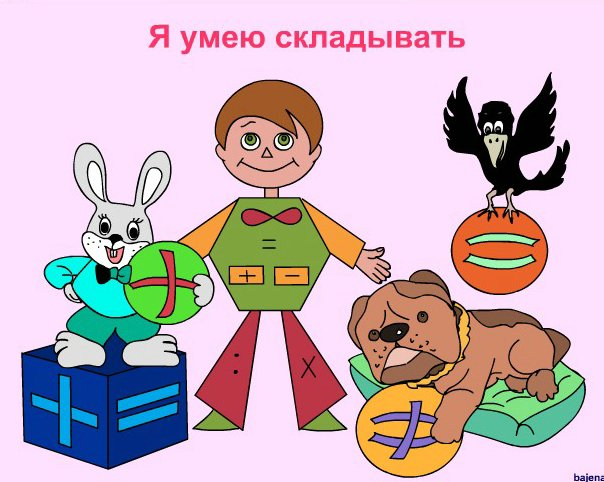 Я умею складывать
=
+ −
: X
+ =
bajena